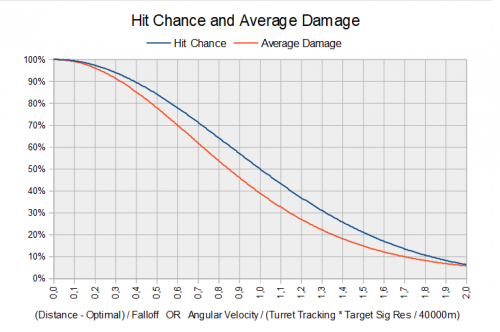 Hit Chance and Average Damage
Hit Chance Average Damage
100%
90%
80%
70%
60%
50%
40%
30%
20%
10%
0%
0,0 0,1 0,2 0,3 0,4 0,5 0,6 0,7 0,8 0,9 1,0 1,1 1,2 1,3 1,4 1,5 1,6 1,7 1,8 1,9 2,0
(Distance - Optimal) / Falloff OR Angular Velocity / (Turret Tracking * Target Sig Res / 40000m)